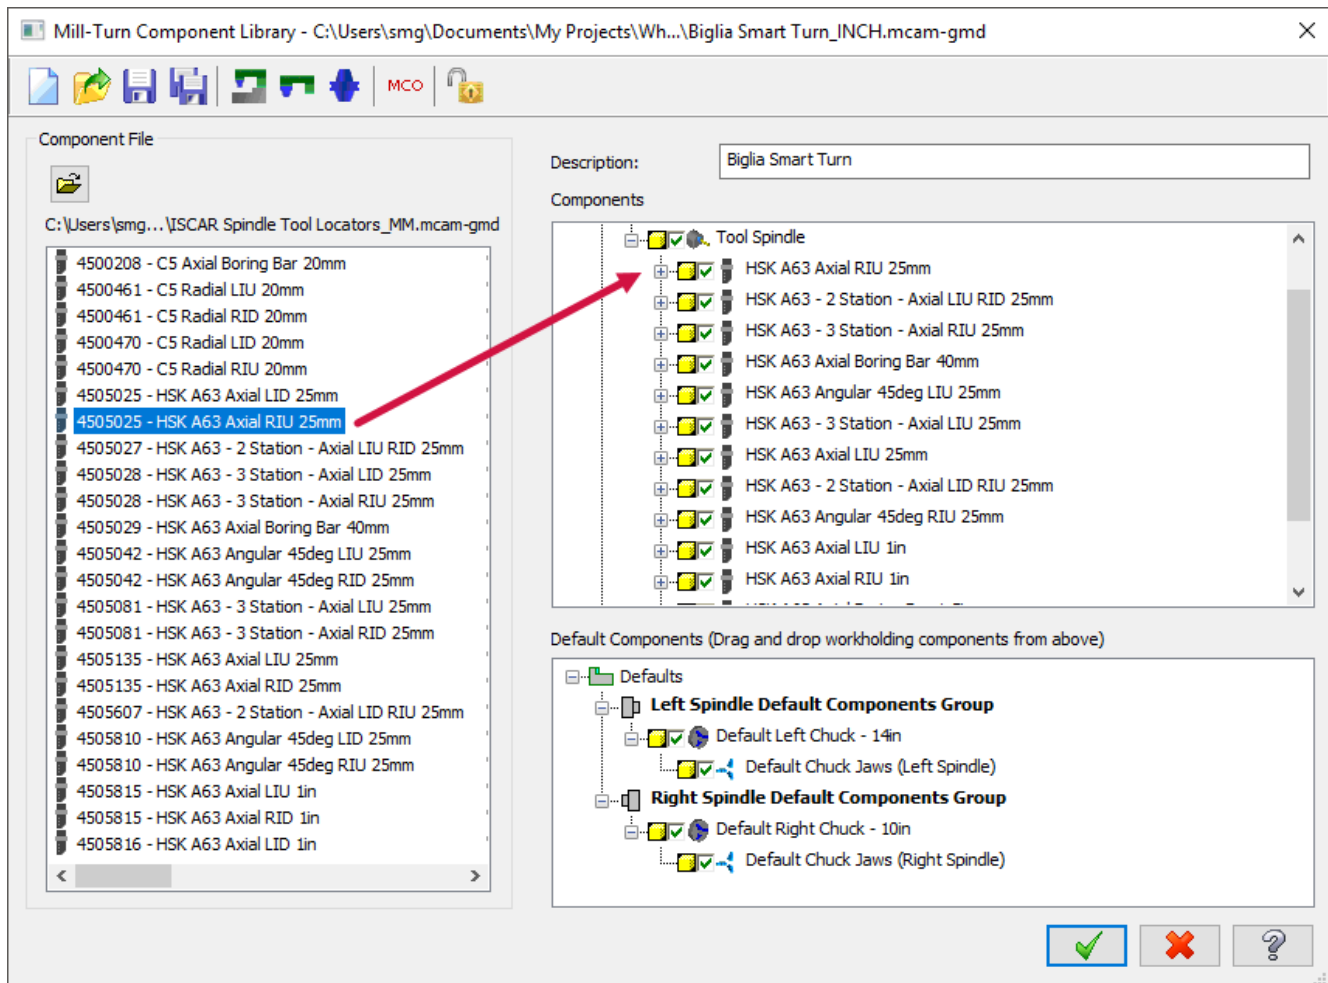 Mill-Turn Component Library - C:\Users\smg\Documents\My Projects\Wh...\Biglia Smart Turn_INCH.mcam-gmd
MCO
Component File
C:\Users\smg...\ISCAR Spindle Tool Locators_MM.mcam-gmd
4500208 - C5 Axial Boring Bar 20mm
4500461 - C5 Radial LIU 20mm
4500461 - C5 Radial RID 20mm
4500470 - C5 Radial LID 20mm
4500470 - C5 Radial RIU 20mm
4505025 - HSK A63 Axial LID 25mm
4505025 - HSK A63 Axial RIU 25mm
4505027 - HSK A63 - 2 Station - Axial LIU RID 25mm
4505028 - HSK A63 - 3 Station - Axial LID 25mm
4505028 - HSK A63 - 3 Station - Axial RIU 25mm
4505029 - HSK A63 Axial Boring Bar 40mm
4505042 - HSK A63 Angular 45deg LIU 25mm
4505042 - HSK A63 Angular 45deg RID 25mm
4505081 - HSK A63 - 3 Station - Axial LIU 25mm
4505081 - HSK A63 - 3 Station - Axial RID 25mm
4505135 - HSK A63 Axial LIU 25mm
4505135 - HSK A63 Axial RID 25mm
4505607 - HSK A63 - 2 Station - Axial LID RIU 25mm
4505810 - HSK A63 Angular 45deg LID 25mm
4505810 - HSK A63 Angular 45deg RIU 25mm
4505815 - HSK A63 Axial LIU 1in
4505815 - HSK A63 Axial RID 1in
4505816 - HSK A63 Axial LID 1in
Description: Biglia Smart Turn
Components
Tool Spindle
HSK A63 Axial RIU 25mm
HSK A63 - 2 Station - Axial LIU RID 25mm
HSK A63 - 3 Station - Axial RIU 25mm
HSK A63 Axial Boring Bar 40mm
HSK A63 Angular 45deg LIU 25mm
HSK A63 - 3 Station - Axial LIU 25mm
HSK A63 Axial LIU 25mm
HSK A63 - 2 Station - Axial LID RIU 25mm
HSK A63 Angular 45deg RIU 25mm
HSK A63 Axial LIU 1in
HSK A63 Axial RIU 1in
Default Components (Drag and drop workholding components from above)
Defaults
Left Spindle Default Components Group
Default Left Chuck - 14in
Default Chuck Jaws (Left Spindle)
Right Spindle Default Components Group
Default Right Chuck - 10in
Default Chuck Jaws (Right Spindle)